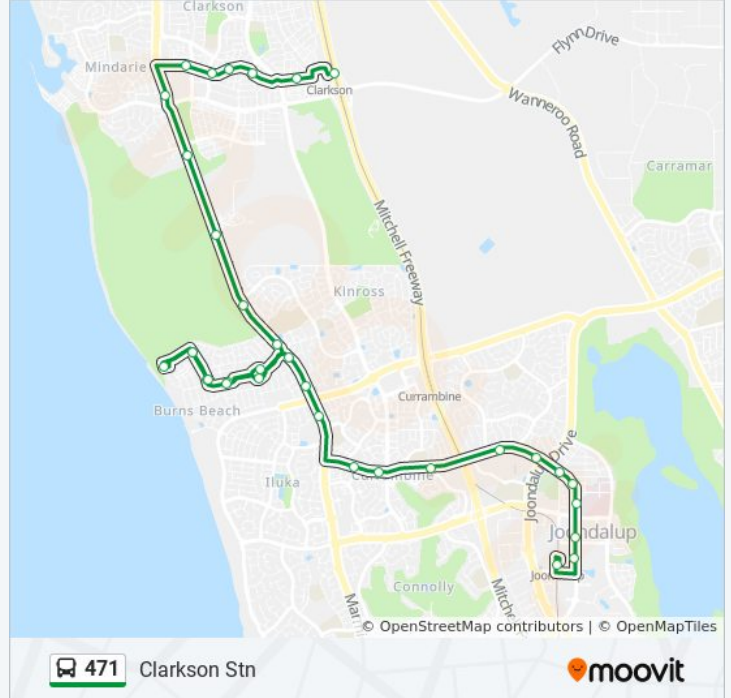 Clarkson
Flynn Drive
Mindarie
Clarkson
Wanneroo Road
Carramar
Mitchell Freeway
Kinross
Currambine
Burns Beach
Joondalup Drive
Iluka
Joondalup
Connolly
© OpenStreetMap contributors | © OpenMapTiles
471 Clarkson Stn
moovit